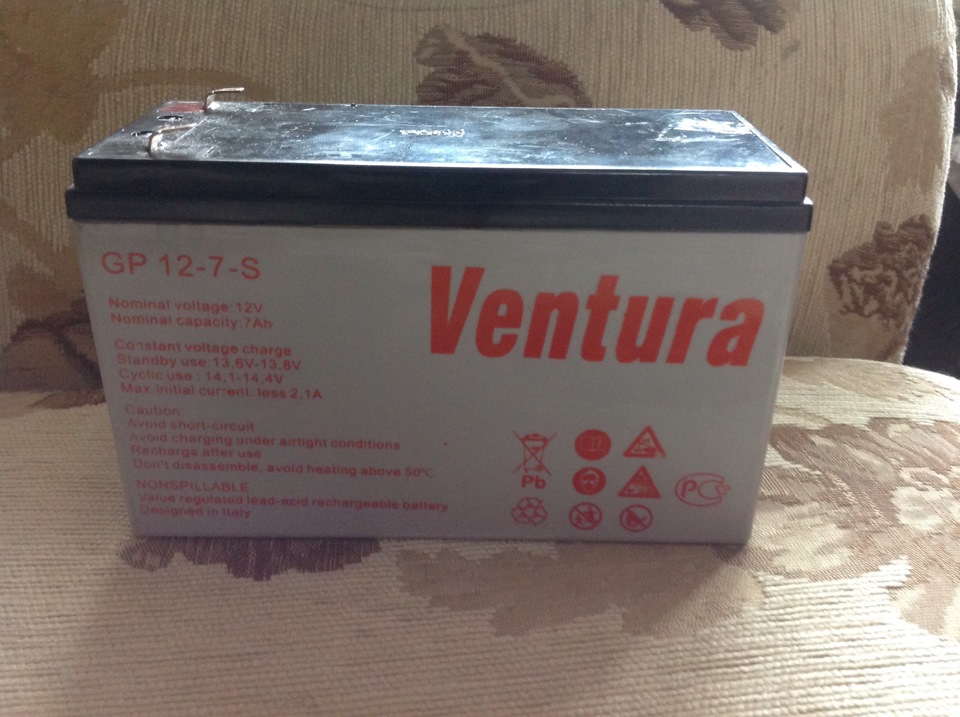 GP 12-7-S
Ventura
Nominal voltage:12V
Nominal capacity:7Ah
Constant voltage charge
Standby use:13,6V-13,8V
Cyclic use : 14,1-14,4V
Max.initial current: less 2,1A
Caution:
Avoid short-circuit
Avoid charging under airtight conditions
Recharge after use
Don't disassemble, avoid heating above 50℃
NONSPILLABLE
Value regulated lead-acid rechargeable battery
Designed in Italy
Pb